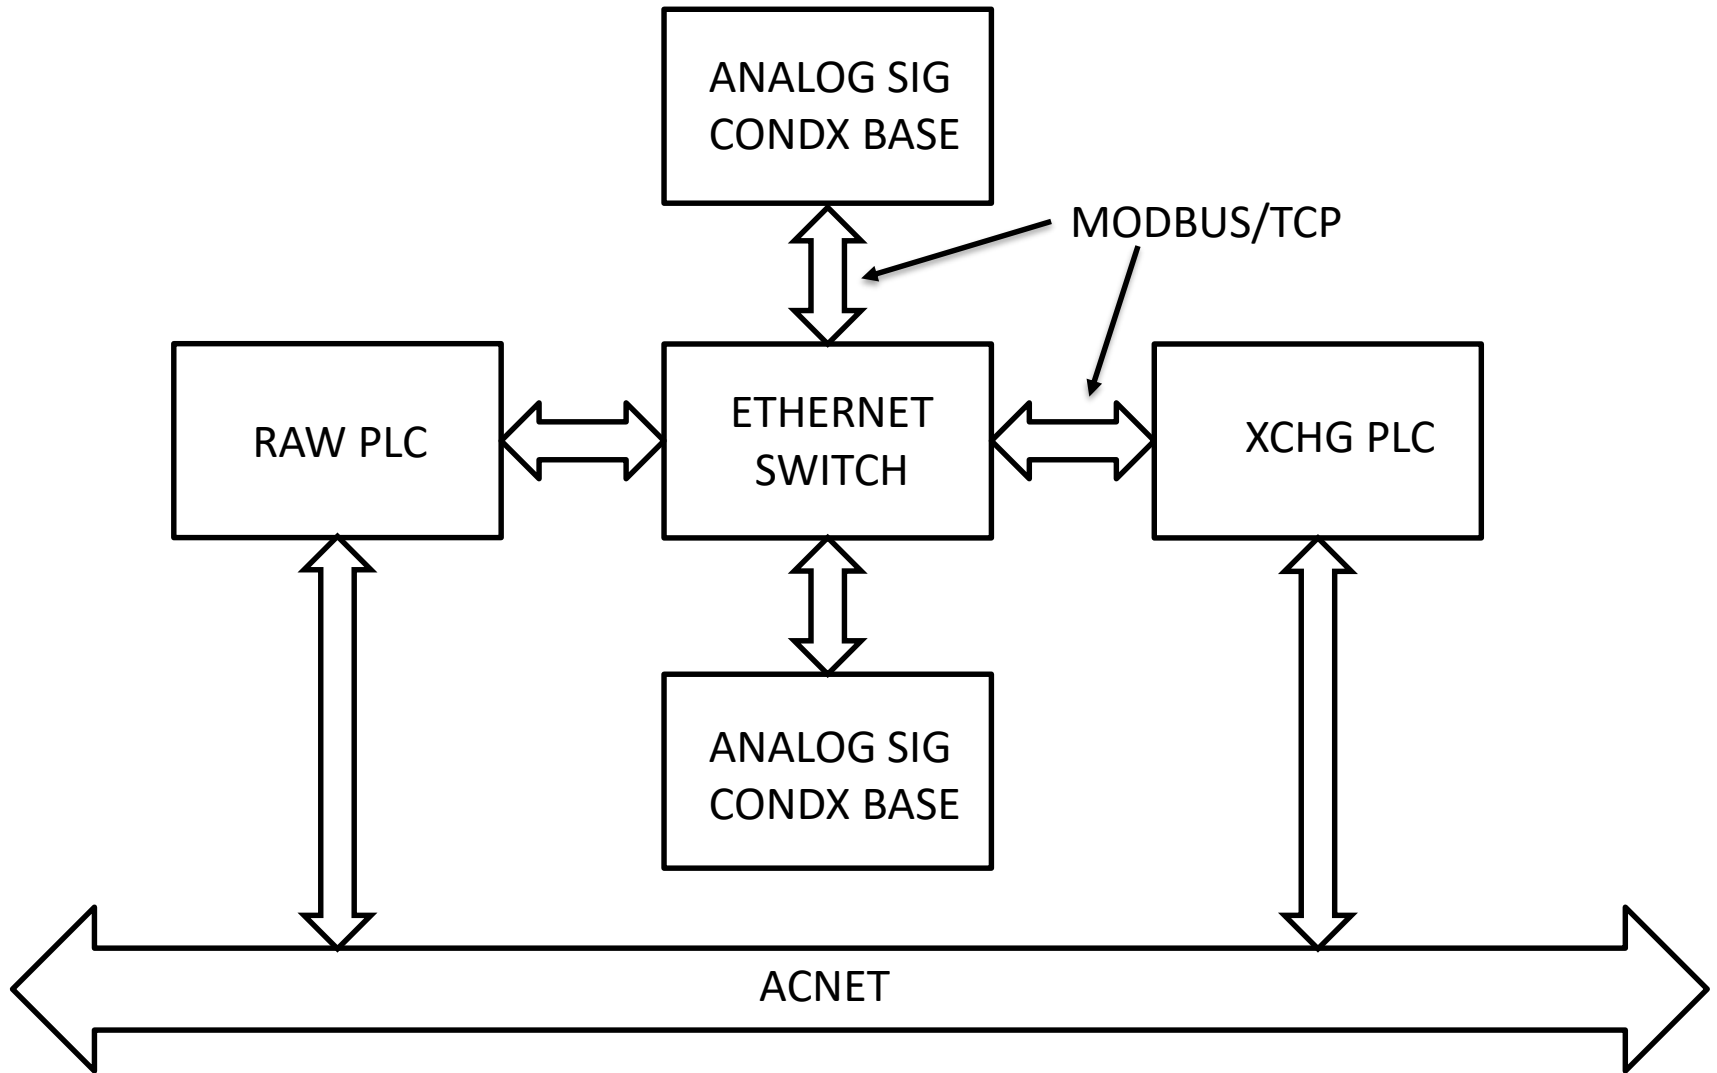 ANALOG SIG
CONDX BASE
MODBUS/TCP
RAW PLC
ETHERNET
SWITCH
XCHG PLC
ANALOG SIG
CONDX BASE
ACNET